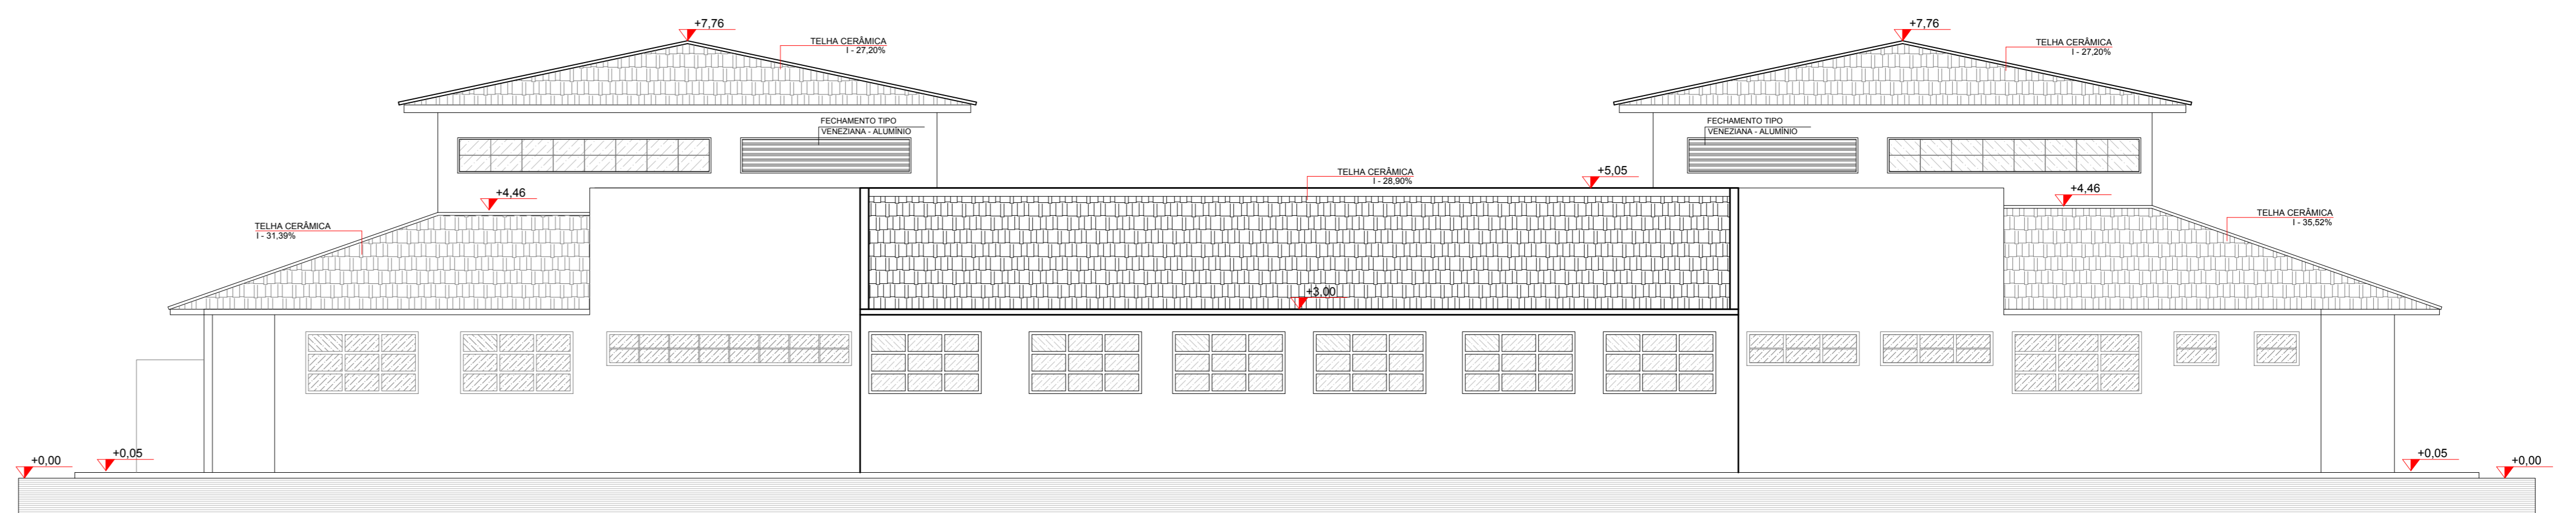 +7,76
+7,76
TELHA CERÂMICA
I - 27,20%
TELHA CERÂMICA
I - 27,20%
FECHAMENTO TIPO
VENEZIANA - ALUMÍNIO
FECHAMENTO TIPO
VENEZIANA - ALUMÍNIO
+5,05
TELHA CERÂMICA
I - 28,90%
+4,46
+4,46
TELHA CERÂMICA
I - 31,39%
TELHA CERÂMICA
I - 35,52%
+3,00
+0,00
+0,05
+0,05
+0,00